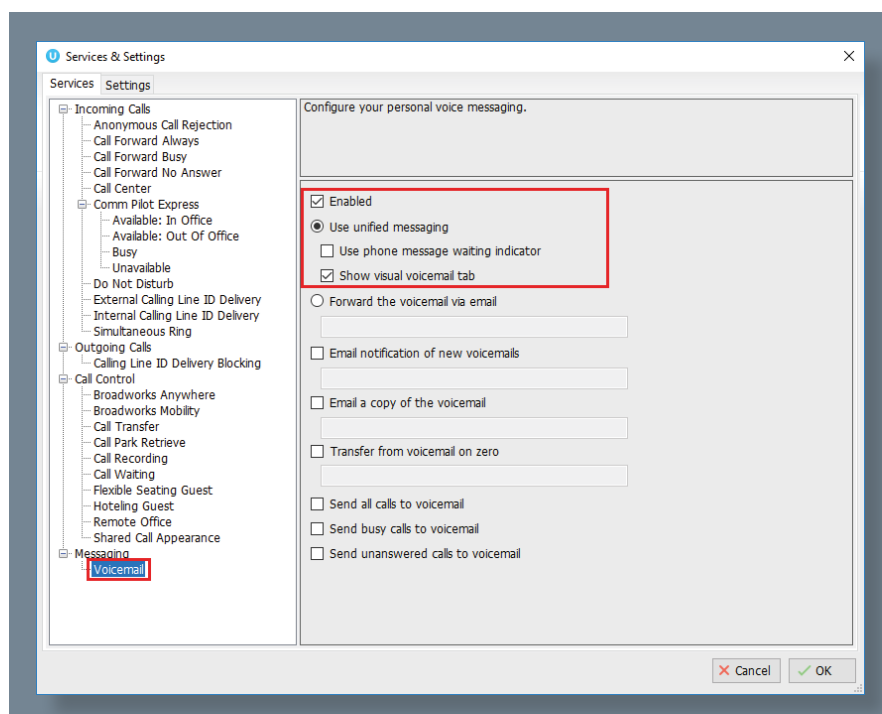 Services & Settings
Services Settings
Incoming Calls
Anonymous Call Rejection
Call Forward Always
Call Forward Busy
Call Forward No Answer
Call Center
Comm Pilot Express
Available: In Office
Available: Out Of Office
Busy
Unavailable
Do Not Disturb
External Calling Line ID Delivery
Internal Calling Line ID Delivery
Simultaneous Ring
Outgoing Calls
Calling Line ID Delivery Blocking
Call Control
Broadworks Anywhere
Broadworks Mobility
Call Transfer
Call Park Retrieve
Call Recording
Call Waiting
Flexible Seating Guest
Hoteling Guest
Remote Office
Shared Call Appearance
Messaging
Voicemail
Configure your personal voice messaging.
Enabled
Use unified messaging
Use phone message waiting indicator
Show visual voicemail tab
Forward the voicemail via email
Email notification of new voicemails
Email a copy of the voicemail
Transfer from voicemail on zero
Send all calls to voicemail
Send busy calls to voicemail
Send unanswered calls to voicemail
Cancel OK